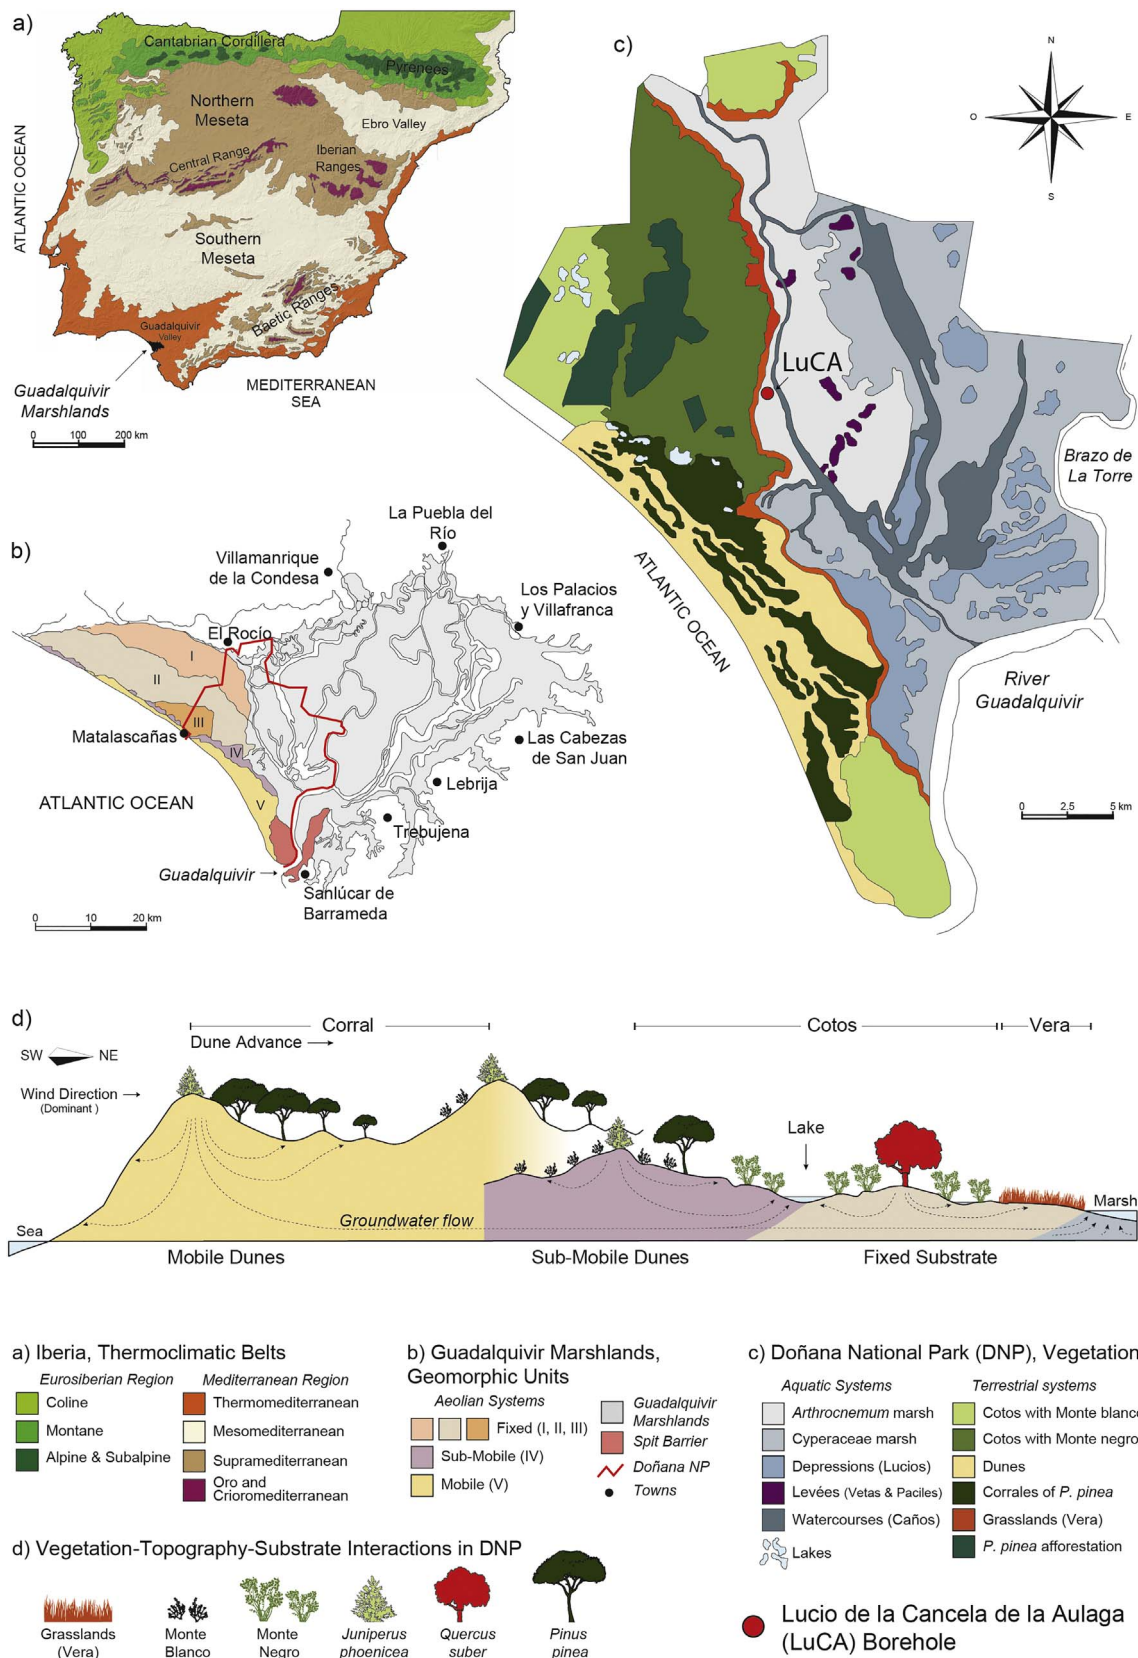 a)
Cantabrian Cordillera
Pyrenees
Northern
Meseta
Ebro Valley
Central Range
Iberian
Ranges
ATLANTIC OCEAN
Southern
Meseta
Baetic Ranges
Guadalquivir
Valley
Guadalquivir
Marshlands
MEDITERRANEAN
SEA
0 100 200 km
b)
La Puebla del
Río
Villamanrique
de la Condesa
Los Palacios
y Villafranca
El Rocío
I
II
III
IV
V
Matalascañas
Las Cabezas
de San Juan
Lebrija
ATLANTIC OCEAN
Trebujena
Guadalquivir
Sanlúcar de
Barrameda
0 10 20 km
c)
N
O
E
S
LuCA
Brazo de
La Torre
ATLANTIC OCEAN
River
Guadalquivir
0 2.5 5 km
d)
Corral
Cotos
Vera
Dune Advance
SW NE
Wind Direction
(Dominant )
Lake
Marsh
Sea
Groundwater flow
Mobile Dunes
Sub-Mobile Dunes
Fixed Substrate
a) Iberia, Thermoclimatic Belts
Eurosiberian Region
Coline
Montane
Alpine & Subalpine
Mediterranean Region
Thermomediterranean
Mesomediterranean
Supramediterranean
Oro and
Crioromediterranean
b) Guadalquivir Marshlands,
Geomorphic Units
Aeolian Systems
Fixed (I, II, III)
Sub-Mobile (IV)
Mobile (V)
Guadalquivir
Marshlands
Spit Barrier
Doñana NP
Towns
c) Doñana National Park (DNP), Vegetation
Aquatic Systems
Arthrocnemum marsh
Cyperaceae marsh
Depressions (Lucios)
Levées (Vetas & Paciles)
Watercourses (Caños)
Lakes
Terrestrial systems
Cotos with Monte blanco
Cotos with Monte negro
Dunes
Corrales of P. pinea
Grasslands (Vera)
P. pinea afforestation
d) Vegetation-Topography-Substrate Interactions in DNP
Grasslands
(Vera)
Monte
Blanco
Monte
Negro
Juniperus
phoenicea
Quercus
suber
Pinus
pinea
Lucio de la Cancela de la Aulaga
(LuCA) Borehole